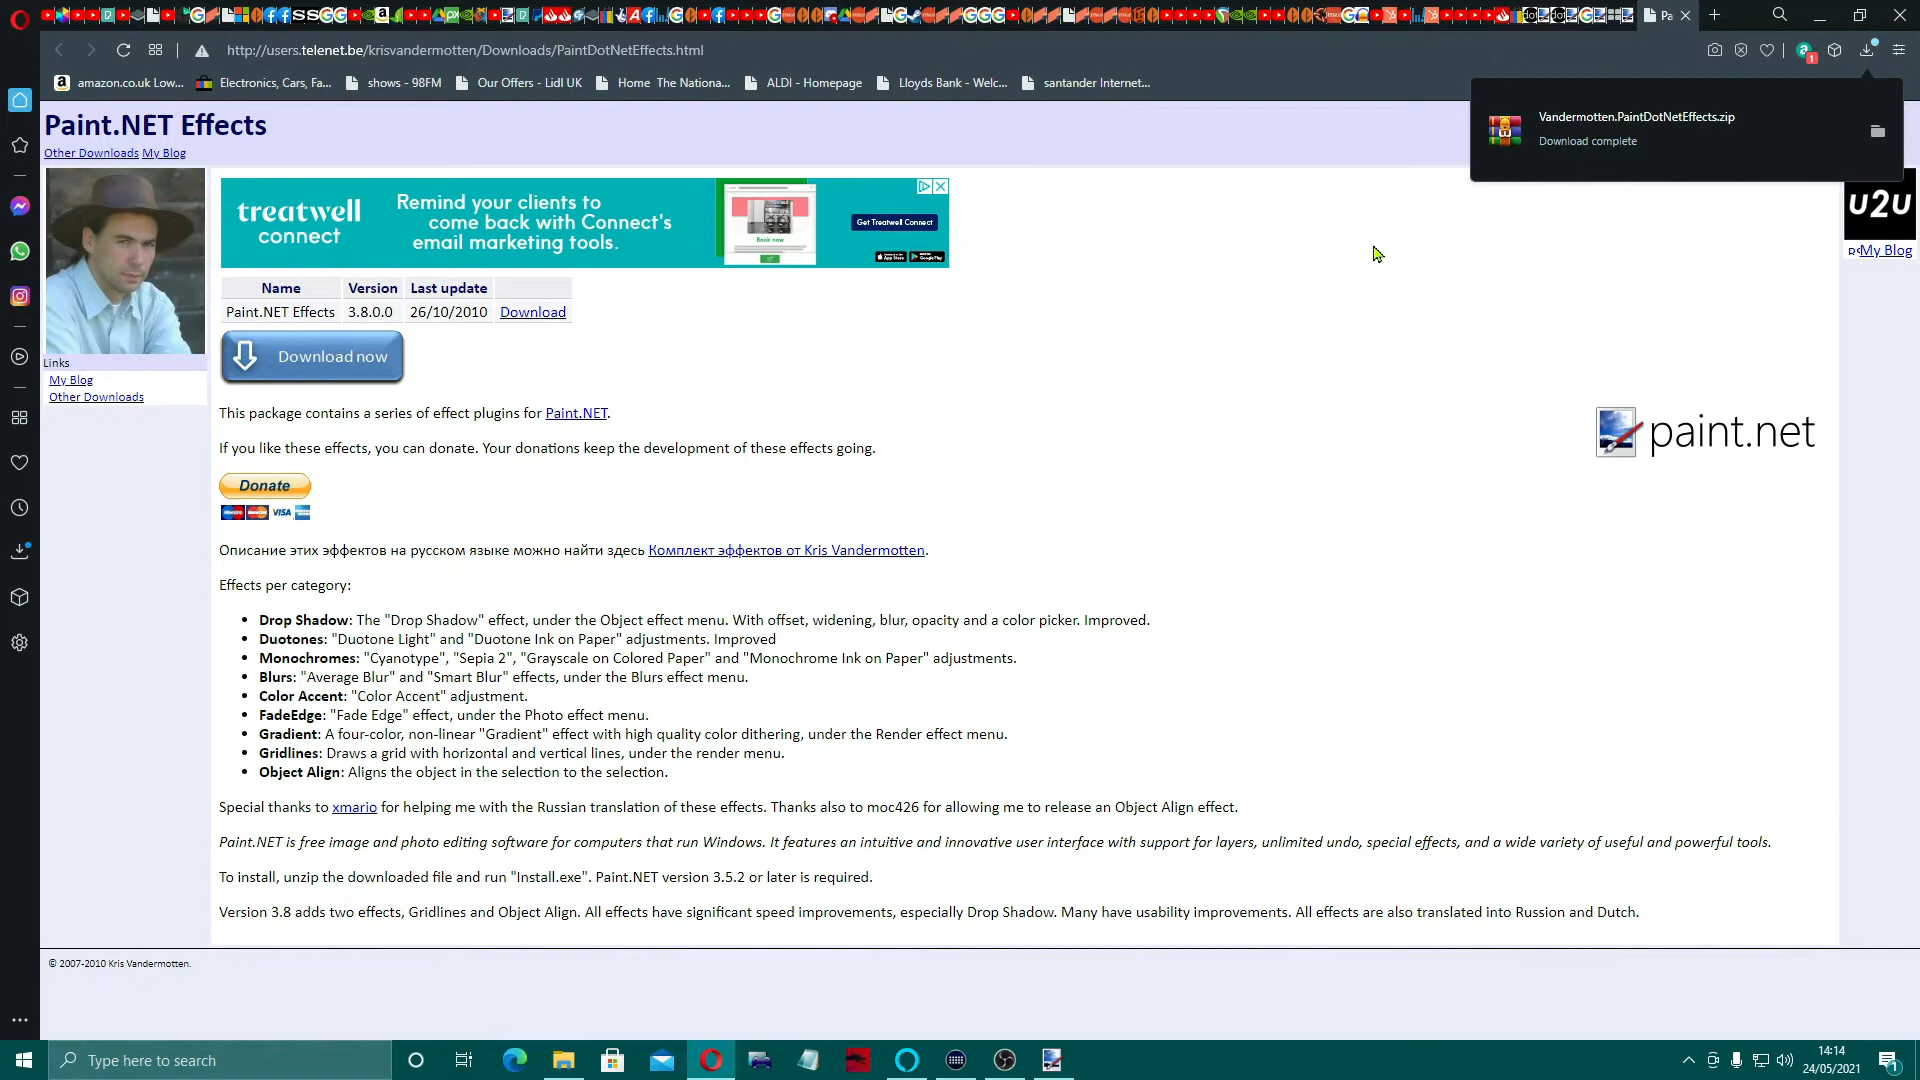 Pa
http://users.telenet.be/krisvandermotten/Downloads/PaintDotNetEffects.html
1
amazon.co.uk Low...
Electronics, Cars, Fa...
shows - 98FM
Our Offers - Lidl UK
Home The Nationa...
ALDI - Homepage
Lloyds Bank - Welc...
santander Internet...
Vandermotten.PaintDotNetEffects.zip
Download complete
Paint.NET Effects
Other Downloads My Blog
treatwell
connect
Remind your clients to
come back with Connect's
email marketing tools.
Book now
Get Treatwell Connect
App Store
Google Play
u2u
My Blog
Name Version Last update
Paint.NET Effects 3.8.0.0 26/10/2010 Download
Download now
Links
My Blog
Other Downloads
This package contains a series of effect plugins for Paint.NET.
paint.net
If you like these effects, you can donate. Your donations keep the development of these effects going.
Donate
VISA
Описание этих эффектов на русском языке можно найти здесь Комплект эффектов от Kris Vandermotten.
Effects per category:
• Drop Shadow: The "Drop Shadow" effect, under the Object effect menu. With offset, widening, blur, opacity and a color picker. Improved.
• Duotones: "Duotone Light" and "Duotone Ink on Paper" adjustments. Improved
• Monochromes: "Cyanotype", "Sepia 2", "Grayscale on Colored Paper" and "Monochrome Ink on Paper" adjustments.
• Blurs: "Average Blur" and "Smart Blur" effects, under the Blurs effect menu.
• Color Accent: "Color Accent" adjustment.
• FadeEdge: "Fade Edge" effect, under the Photo effect menu.
• Gradient: A four-color, non-linear "Gradient" effect with high quality color dithering, under the Render effect menu.
• Gridlines: Draws a grid with horizontal and vertical lines, under the render menu.
• Object Align: Aligns the object in the selection to the selection.
Special thanks to xmario for helping me with the Russian translation of these effects. Thanks also to moc426 for allowing me to release an Object Align effect.
Paint.NET is free image and photo editing software for computers that run Windows. It features an intuitive and innovative user interface with support for layers, unlimited undo, special effects, and a wide variety of useful and powerful tools.
To install, unzip the downloaded file and run "Install.exe". Paint.NET version 3.5.2 or later is required.
Version 3.8 adds two effects, Gridlines and Object Align. All effects have significant speed improvements, especially Drop Shadow. Many have usability improvements. All effects are also translated into Russion and Dutch.
© 2007-2010 Kris Vandermotten.
Type here to search
14:14
24/05/2021
1